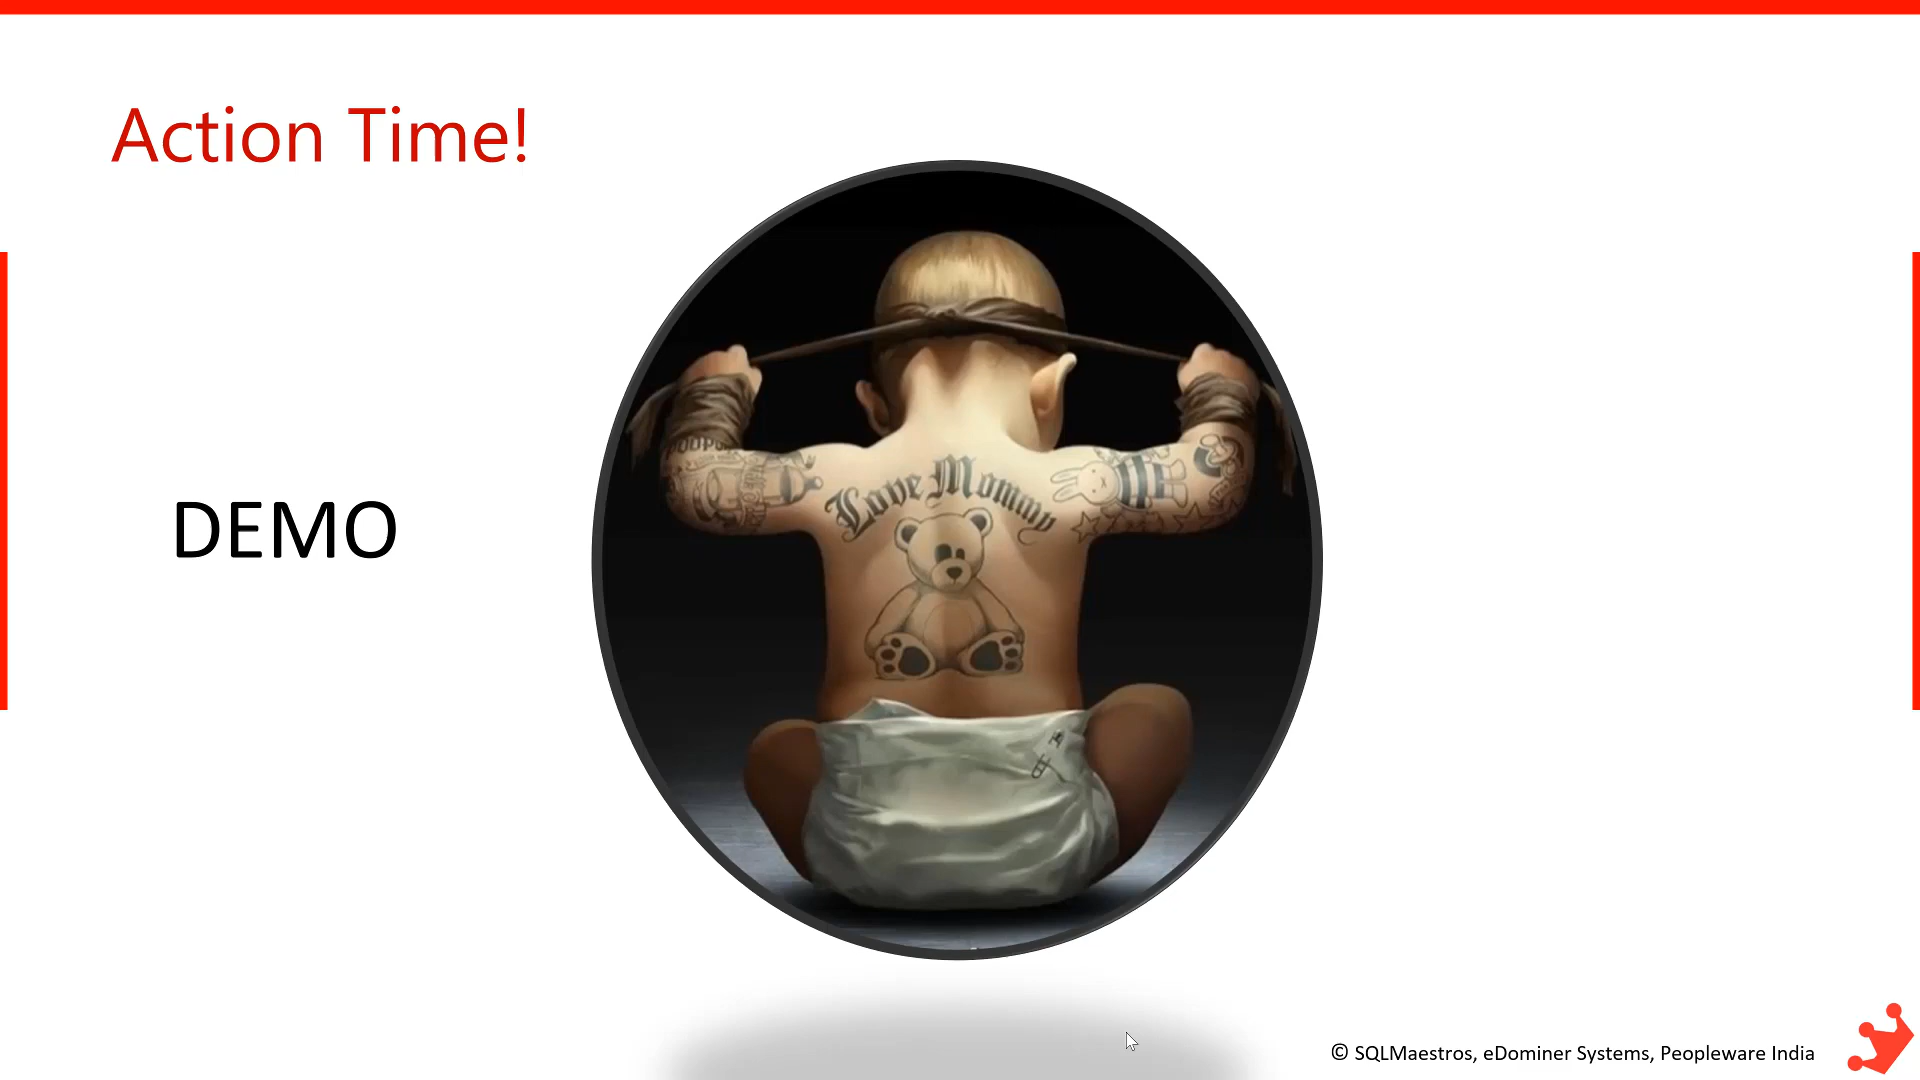 Action Time!
DEMO
Love Mommy
© SQLMaestros, eDominer Systems, Peopleware India